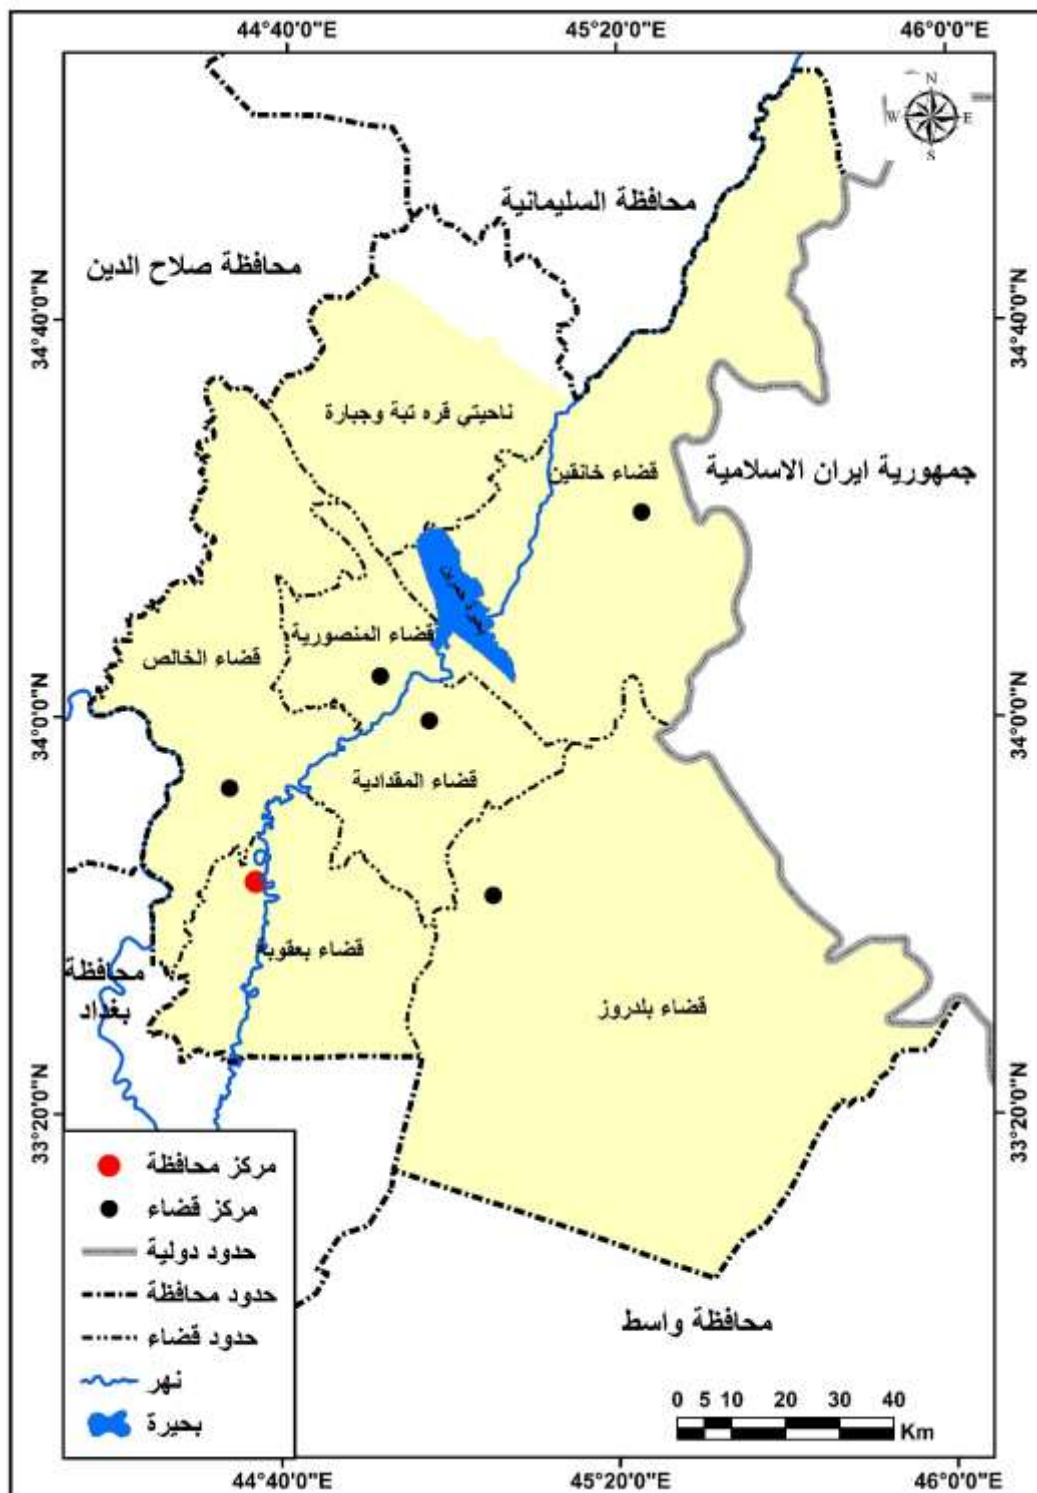 44°40'0"E 45°20'0"E 46°0'0"E
N
W E
S
محافظة السليمانية
محافظة صلاح الدين
34°40'0"N 34°40'0"N
ناحيتي قره تبة وجبارة
جمهورية ايران الاسلامية
قضاء خانقين
بحيرة حمرين
قضاء المنصورية
قضاء الخالص
34°0'0"N 34°0'0"N
قضاء المقدادية
قضاء بعقوبة
محافظة
بغداد
قضاء بلدروز
33°20'0"N 33°20'0"N
مركز محافظة
مركز قضاء
حدود دولية
حدود محافظة
حدود قضاء
نهر
بحيرة
محافظة واسط
0 5 10 20 30 40
Km
44°40'0"E 45°20'0"E 46°0'0"E